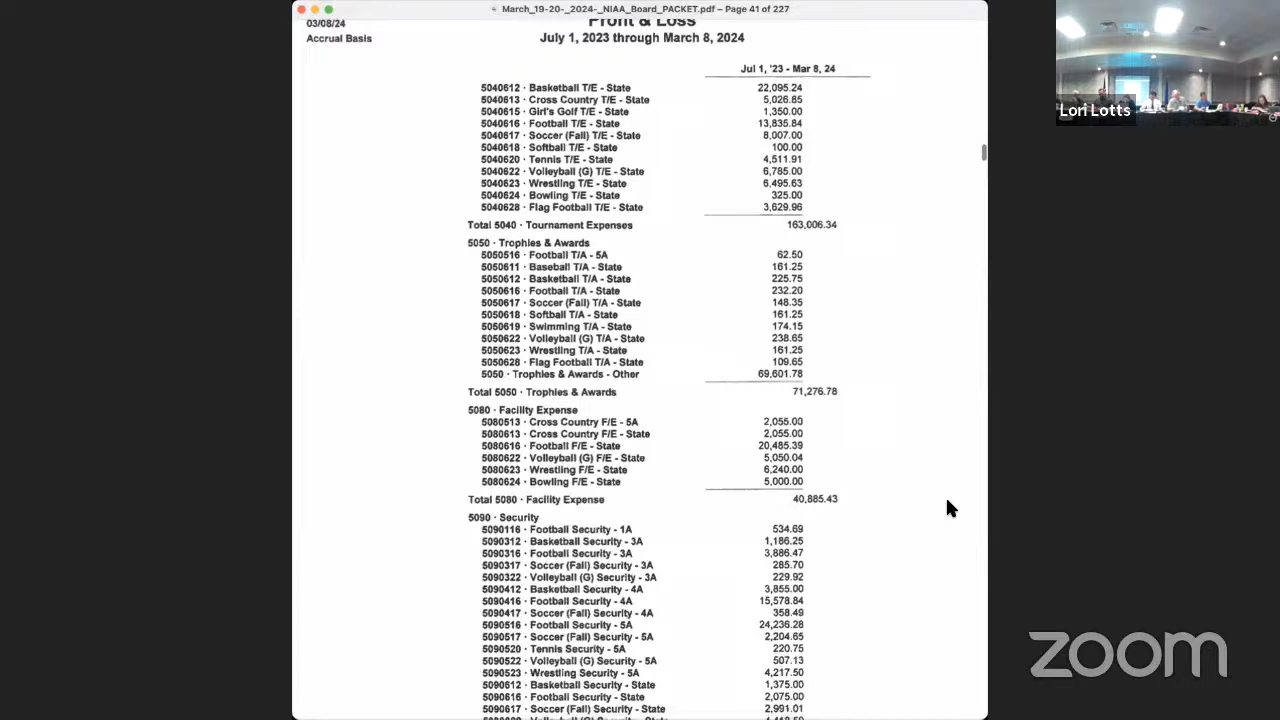 March_19-20-_2024-_NIAA_Board_PACKET.pdf – Page 41 of 227
03/08/24
Profit & Loss
Accrual Basis
July 1, 2023 through March 8, 2024
Jul 1, '23 - Mar 8, 24
5040612 · Basketball T/E - State 22,095.24
5040613 · Cross Country T/E - State 5,026.85
5040615 · Girl's Golf T/E - State 1,350.00
5040616 · Football T/E - State 13,835.84
5040617 · Soccer (Fall) T/E - State 8,007.00
5040618 · Softball T/E - State 100.00
5040620 · Tennis T/E - State 4,511.91
5040622 · Volleyball (G) T/E - State 6,785.00
5040623 · Wrestling T/E - State 6,495.63
5040624 · Bowling T/E - State 325.00
5040628 · Flag Football T/E - State 3,629.96
Total 5040 · Tournament Expenses 163,006.34
5050 · Trophies & Awards
5050516 · Football T/A - 5A 62.50
5050611 · Baseball T/A - State 161.25
5050612 · Basketball T/A - State 225.75
5050616 · Football T/A - State 232.20
5050617 · Soccer (Fall) T/A - State 148.35
5050618 · Softball T/A - State 161.25
5050619 · Swimming T/A - State 174.15
5050622 · Volleyball (G) T/A - State 238.65
5050623 · Wrestling T/A - State 161.25
5050628 · Flag Football T/A - State 109.65
5050 · Trophies & Awards - Other 69,601.78
Total 5050 · Trophies & Awards 71,276.78
5080 · Facility Expense
5080513 · Cross Country F/E - 5A 2,055.00
5080613 · Cross Country F/E - State 2,055.00
5080616 · Football F/E - State 20,485.39
5080622 · Volleyball (G) F/E - State 5,050.04
5080623 · Wrestling F/E - State 6,240.00
5080624 · Bowling F/E - State 5,000.00
Total 5080 · Facility Expense 40,885.43
5090 · Security
5090116 · Football Security - 1A 534.69
5090312 · Basketball Security - 3A 1,186.25
5090316 · Football Security - 3A 3,886.47
5090317 · Soccer (Fall) Security - 3A 285.70
5090322 · Volleyball (G) Security - 3A 229.92
5090412 · Basketball Security - 4A 3,855.00
5090416 · Football Security - 4A 15,578.84
5090417 · Soccer (Fall) Security - 4A 358.49
5090516 · Football Security - 5A 24,236.28
5090517 · Soccer (Fall) Security - 5A 2,204.65
5090520 · Tennis Security - 5A 220.75
5090522 · Volleyball (G) Security - 5A 507.13
5090523 · Wrestling Security - 5A 4,217.50
5090612 · Basketball Security - State 1,375.00
5090616 · Football Security - State 2,075.00
5090617 · Soccer (Fall) Security - State 2,991.01
Lori Lotts
zoom